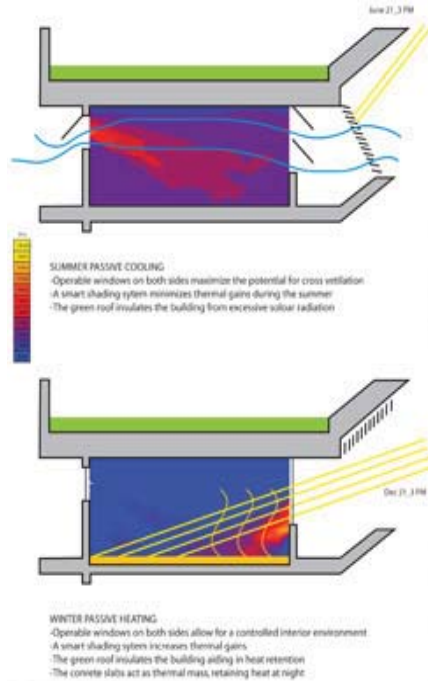 June 21_3 PM
SUMMER PASSIVE COOLING
-Operable windows on both sides maximize the potential for cross vetilation
-A smart shading sytem minimizes thermal gains during the summer
-The green roof insulates the building from excessive soluar radiation
Dec 21_3 PM
WINTER PASSIVE HEATING
-Operable windows on both sides allow for a controlled interior environment
-A smart shading sytem increases thermal gains
-The green roof insulates the building aiding in heat retention
-The conrete slabs act as thermal mass, retaining heat at night